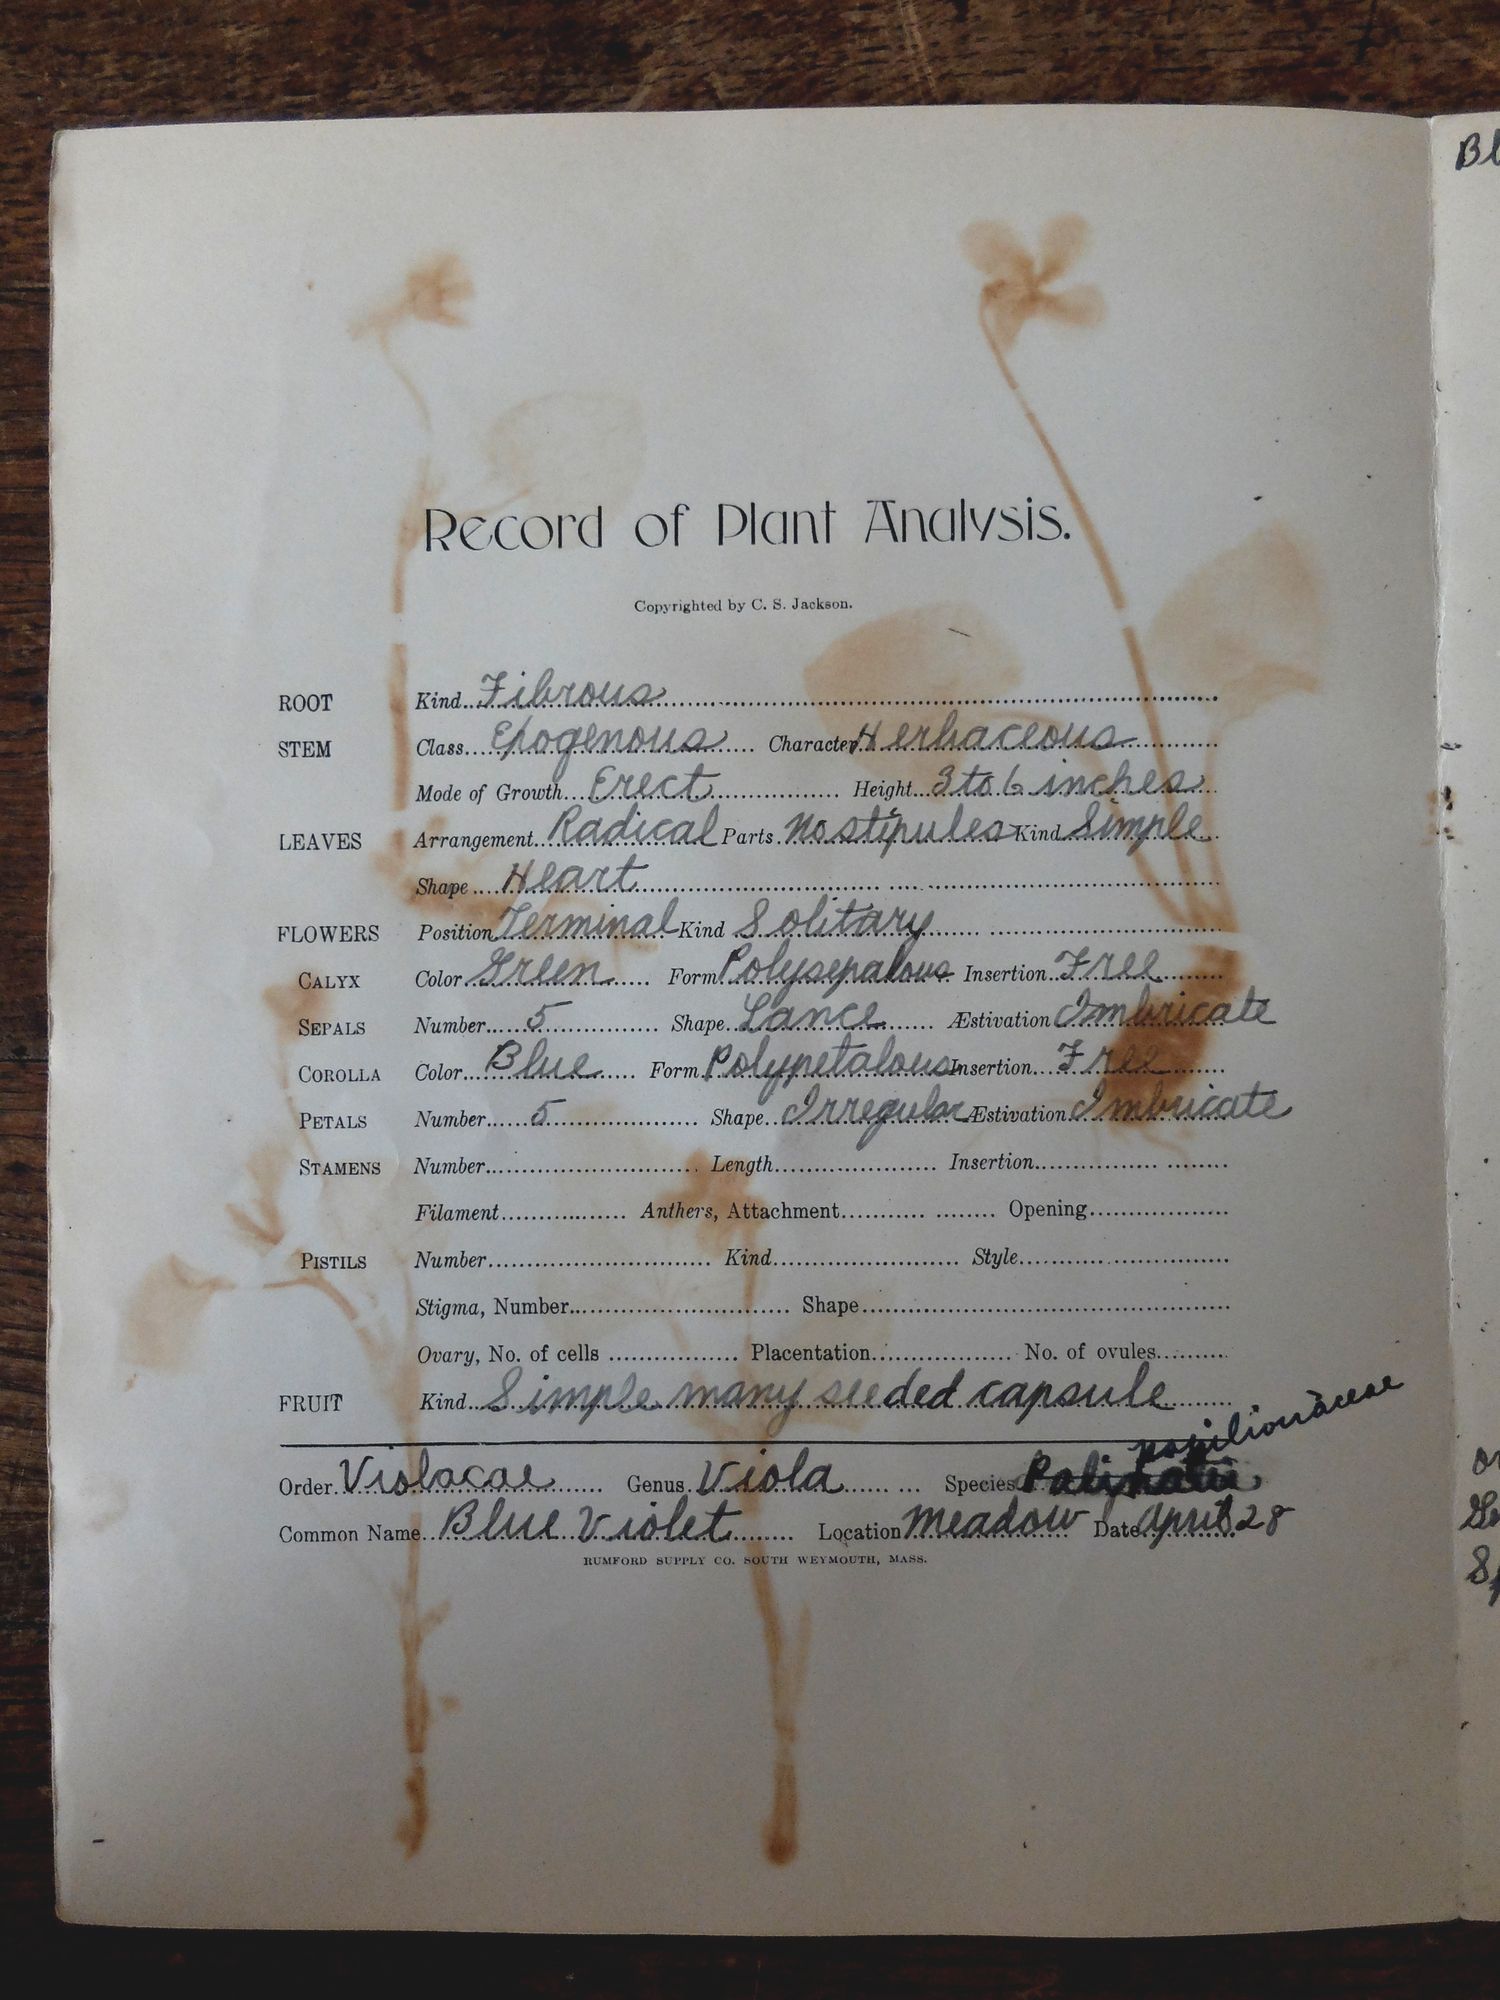 Bl
Record of Plant Analysis.
Copyrighted by C. S. Jackson.
ROOT Kind Fibrous
STEM Class Exogenous Character Herbaceous
Mode of Growth Erect Height 3 to 6 inches
LEAVES Arrangement Radical Parts No stipules Kind Simple
Shape Heart
FLOWERS Position Terminal Kind Solitary
CALYX Color Green Form Polysepalous Insertion Free
SEPALS Number 5 Shape Lance Æstivation Imbricate
COROLLA Color Blue Form Polypetalous Insertion Free
PETALS Number 5 Shape Irregular Æstivation Imbricate
STAMENS Number Length Insertion
Filament Anthers, Attachment Opening
PISTILS Number Kind Style
Stigma, Number Shape
Ovary, No. of cells Placentation No. of ovules
FRUIT Kind Simple many seeded capsule
papilionaceae
Order Violacae Genus Viola Species
Common Name Blue Violet Location Meadow Date April 28
RUMFORD SUPPLY CO. SOUTH WEYMOUTH, MASS.